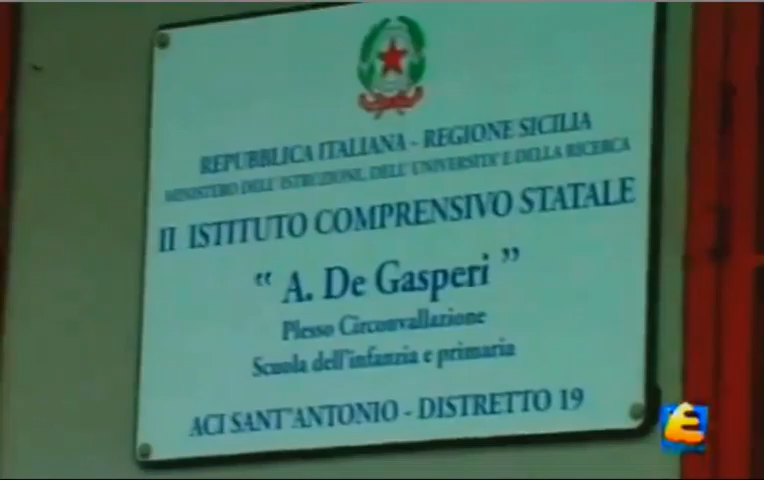 REPUBBLICA ITALIANA - REGIONE SICILIA
MINISTERO DELL'ISTRUZIONE, DELL'UNIVERSITA' E DELLA RICERCA
II ISTITUTO COMPRENSIVO STATALE
“ A. De Gasperi ”
Plesso Circonvallazione
Scuola dell'infanzia e primaria
ACI SANT'ANTONIO - DISTRETTO 19
E